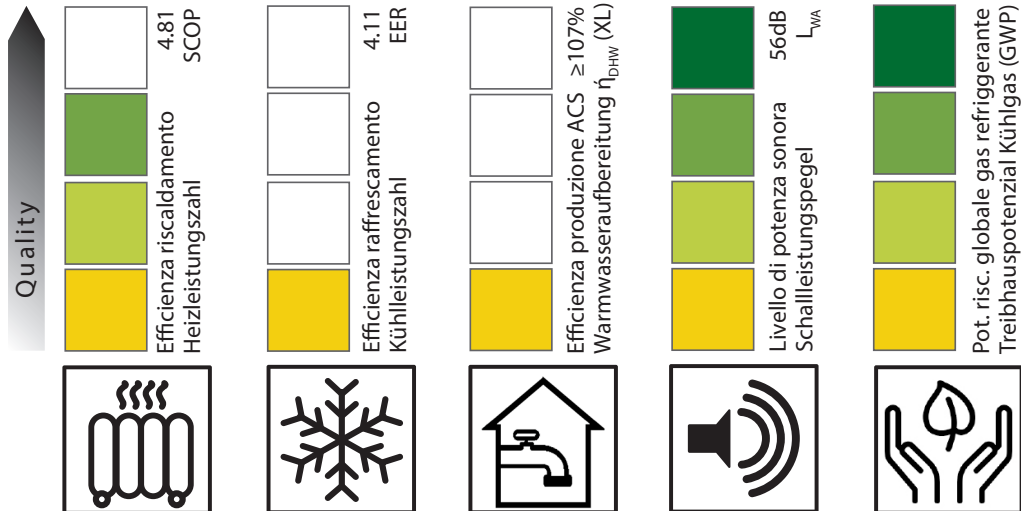 Quality
4.81
SCOP
Efficienza riscaldamento
Heizleistungszahl
4.11
EER
Efficienza raffrescamento
Kühlleistungszahl
Efficienza produzione ACS ≥107%
Warmwasseraufbereitung ήDHW (XL)
56dB
LWA
Livello di potenza sonora
Schallleistungspegel
Pot. risc. globale gas refriggerante
Treibhauspotenzial Kühlgas (GWP)